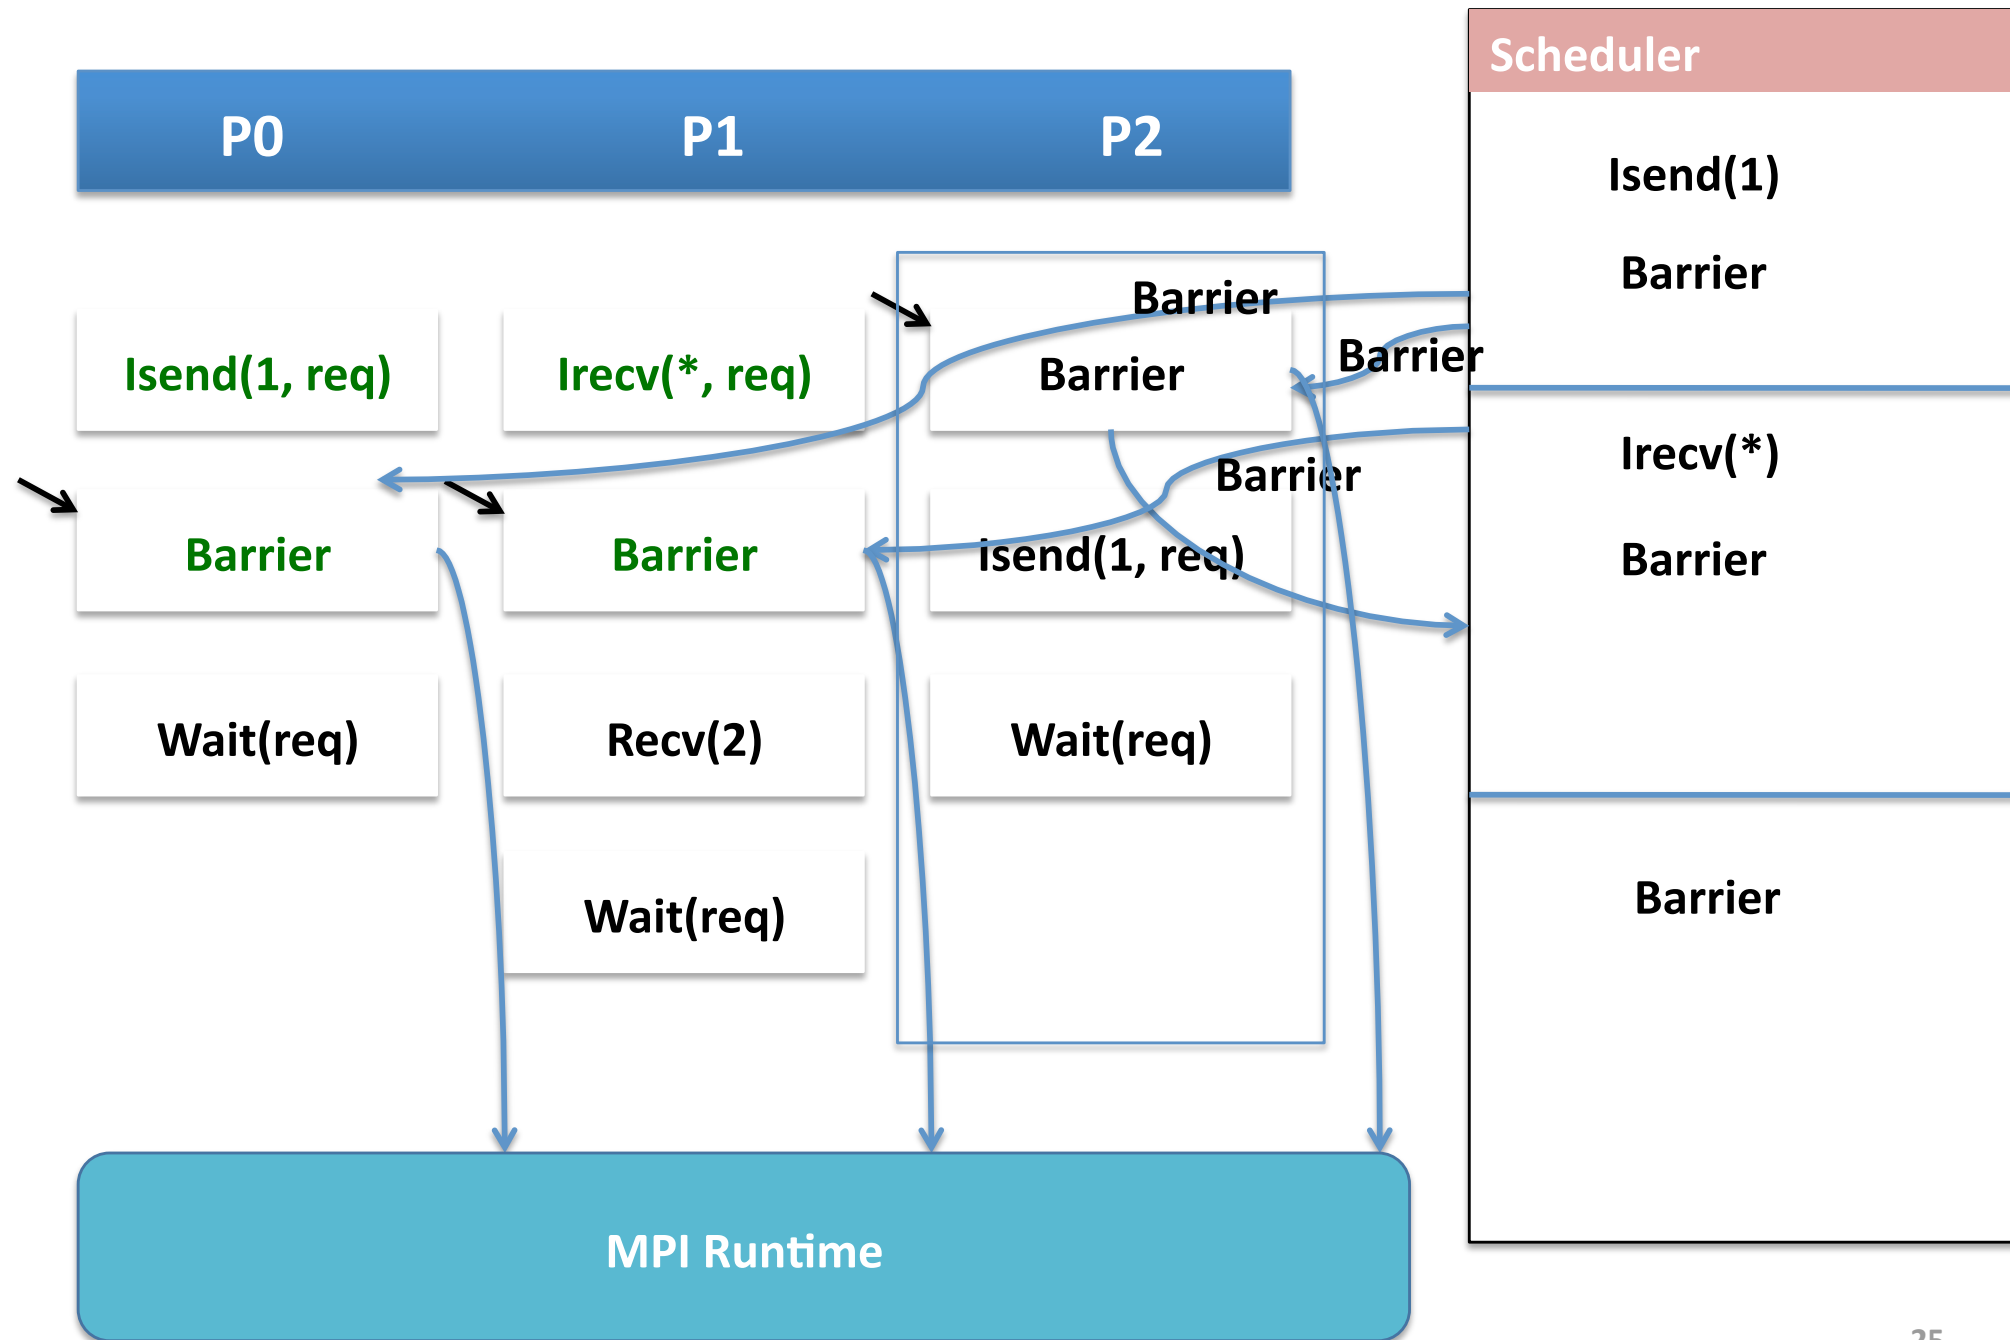 Scheduler
P0 P1 P2
Isend(1)
Barrier
Barrier
Barrier
Isend(1, req) Irecv(*, req) Barrier
Irecv(*)
Barrier
Barrier Barrier Isend(1, req)
Barrier
Wait(req) Recv(2) Wait(req)
Wait(req)
Barrier
MPI Runtime
25